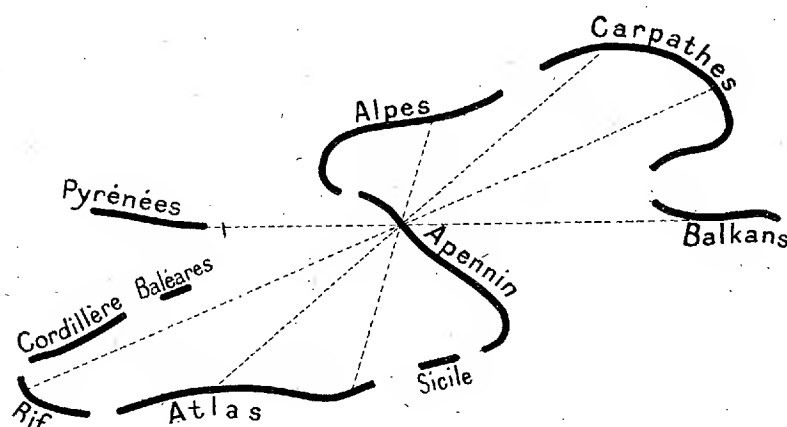 Carpathes
Alpes
Pyrénées
Apennin
Balkans
Baléares
Cordillère
Sicile
Atlas
Rif